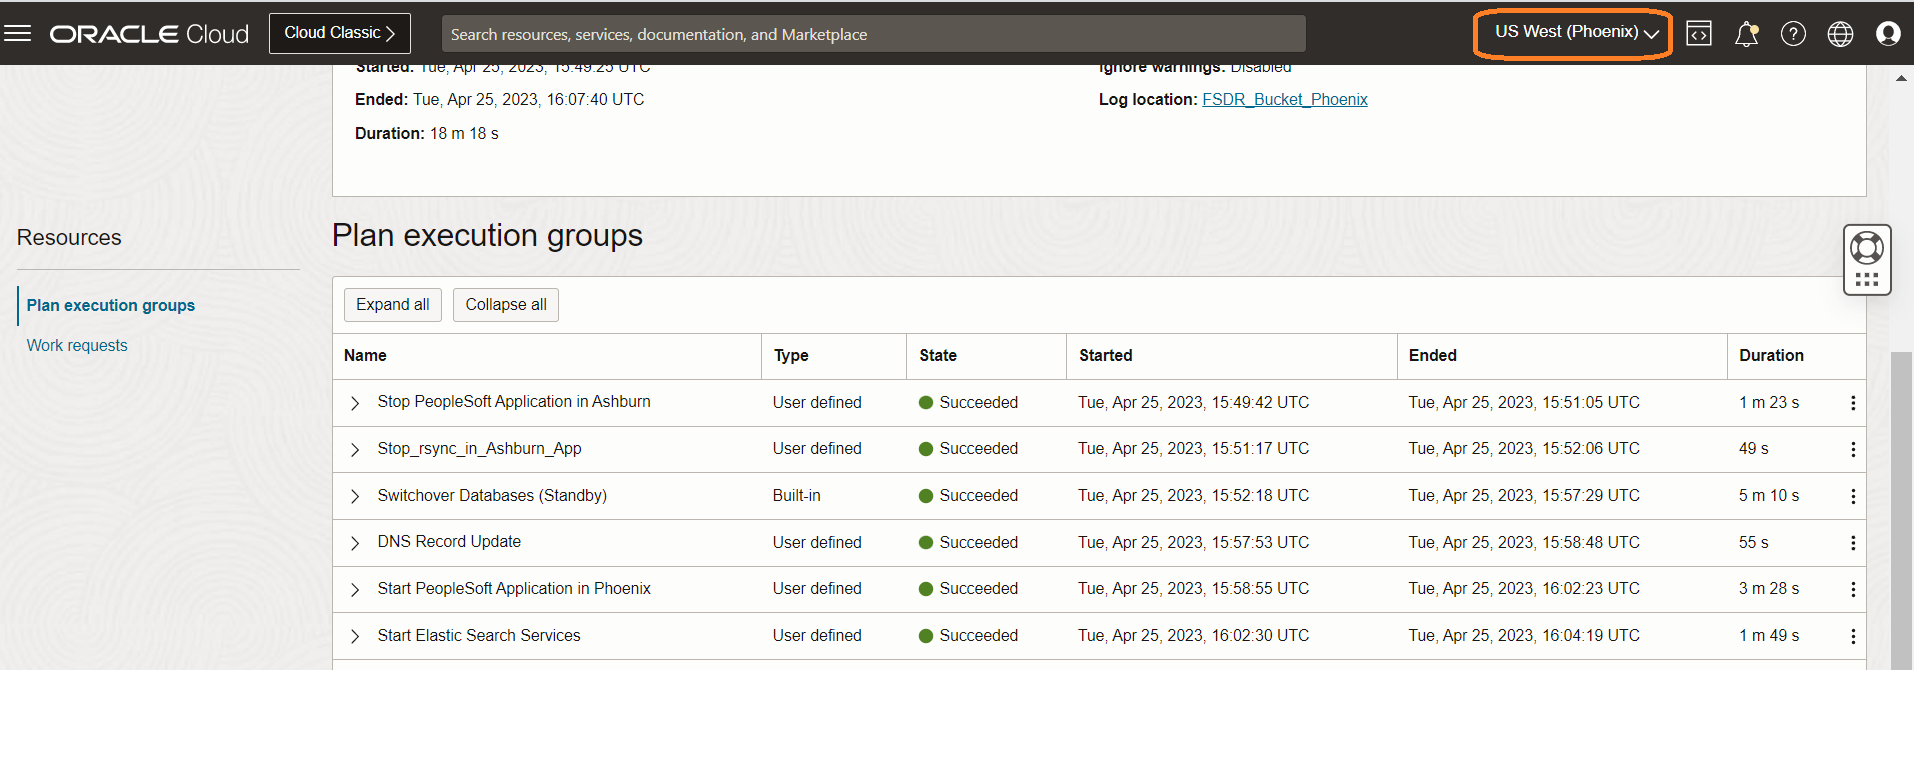 ORACLE Cloud
Cloud Classic
Search resources, services, documentation, and Marketplace
US West (Phoenix)
Started: Tue, Apr 25, 2023, 15:49:25 UTC
Ignore warnings: Disabled
Ended: Tue, Apr 25, 2023, 16:07:40 UTC
Log location: FSDR_Bucket_Phoenix
Duration: 18 m 18 s
Resources
Plan execution groups
Work requests
Plan execution groups
Expand all Collapse all
Name Type State Started Ended Duration
Stop PeopleSoft Application in Ashburn User defined Succeeded Tue, Apr 25, 2023, 15:49:42 UTC Tue, Apr 25, 2023, 15:51:05 UTC 1 m 23 s
Stop_rsync_in_Ashburn_App User defined Succeeded Tue, Apr 25, 2023, 15:51:17 UTC Tue, Apr 25, 2023, 15:52:06 UTC 49 s
Switchover Databases (Standby) Built-in Succeeded Tue, Apr 25, 2023, 15:52:18 UTC Tue, Apr 25, 2023, 15:57:29 UTC 5 m 10 s
DNS Record Update User defined Succeeded Tue, Apr 25, 2023, 15:57:53 UTC Tue, Apr 25, 2023, 15:58:48 UTC 55 s
Start PeopleSoft Application in Phoenix User defined Succeeded Tue, Apr 25, 2023, 15:58:55 UTC Tue, Apr 25, 2023, 16:02:23 UTC 3 m 28 s
Start Elastic Search Services User defined Succeeded Tue, Apr 25, 2023, 16:02:30 UTC Tue, Apr 25, 2023, 16:04:19 UTC 1 m 49 s